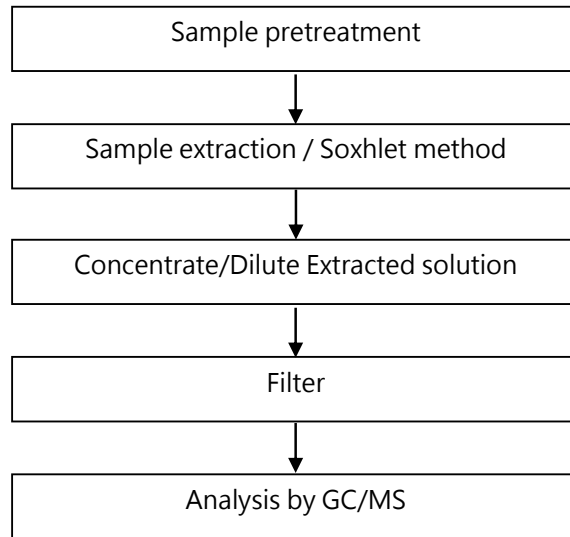 Sample pretreatment
Sample extraction / Soxhlet method
Concentrate/Dilute Extracted solution
Filter
Analysis by GC/MS